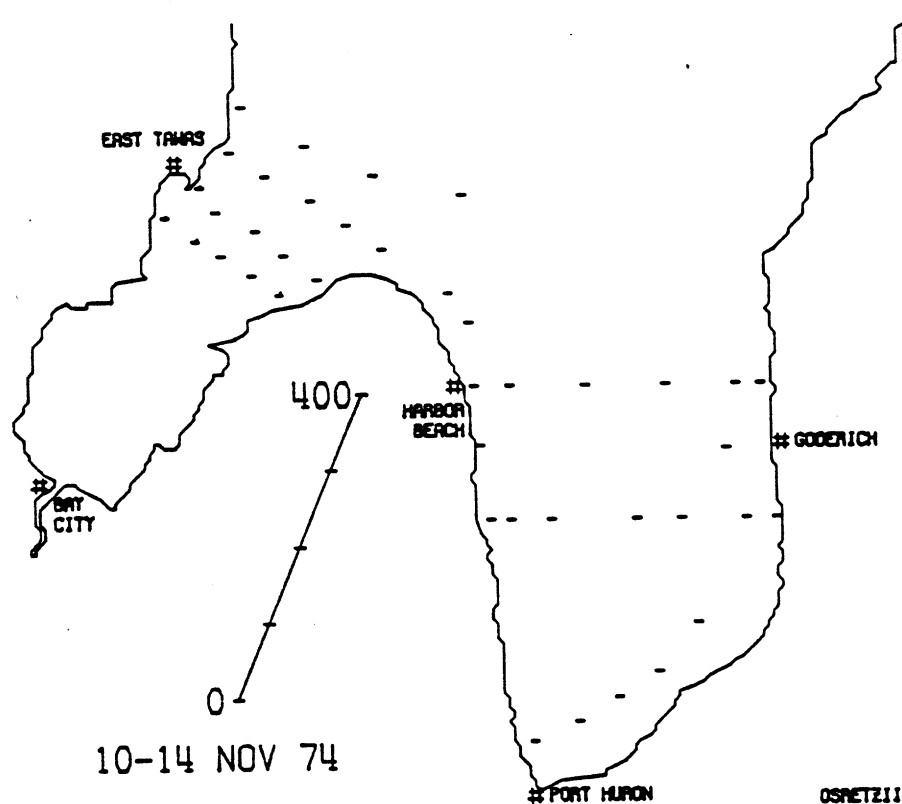 EAST TAWAS
#
400
#
HARBOR
BEACH
# GODERICH
#
BAY
CITY
0
10-14 NOV 74
# PORT HURON
OSRETZII